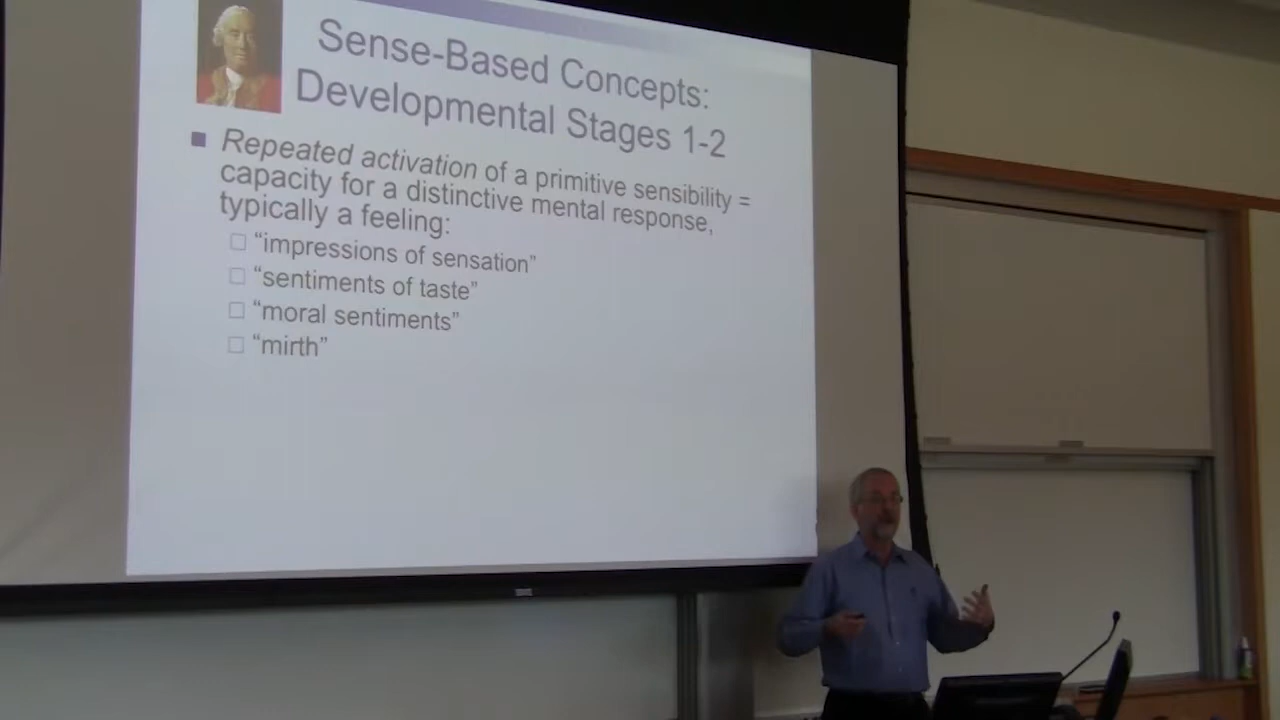 Sense-Based Concepts:
Developmental Stages 1-2
Repeated activation of a primitive sensibility =
capacity for a distinctive mental response,
typically a feeling:
“impressions of sensation”
“sentiments of taste”
“moral sentiments”
“mirth”